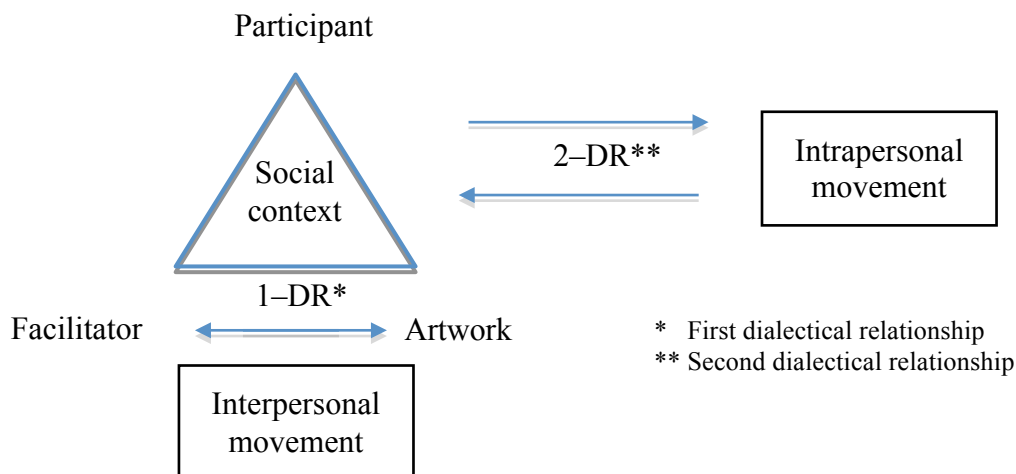 Participant
Social
context
2–DR**
Intrapersonal
movement
1–DR*
Facilitator
Artwork
* First dialectical relationship
** Second dialectical relationship
Interpersonal
movement